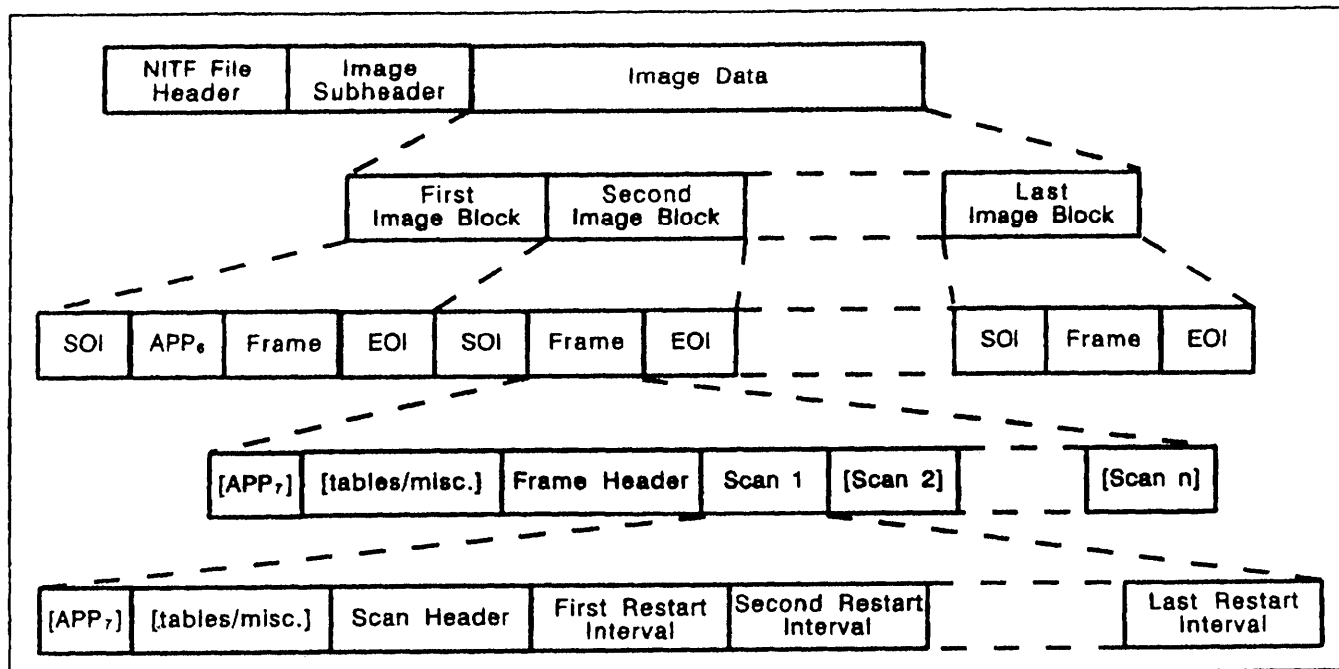 NITF File Header Image Subheader Image Data
First Image Block Second Image Block Last Image Block
SOI APP₆ Frame EOI SOI Frame EOI SOI Frame EOI
[APP₇] [tables/misc.] Frame Header Scan 1 [Scan 2] [Scan n]
[APP₇] [tables/misc.] Scan Header First Restart Interval Second Restart Interval Last Restart Interval